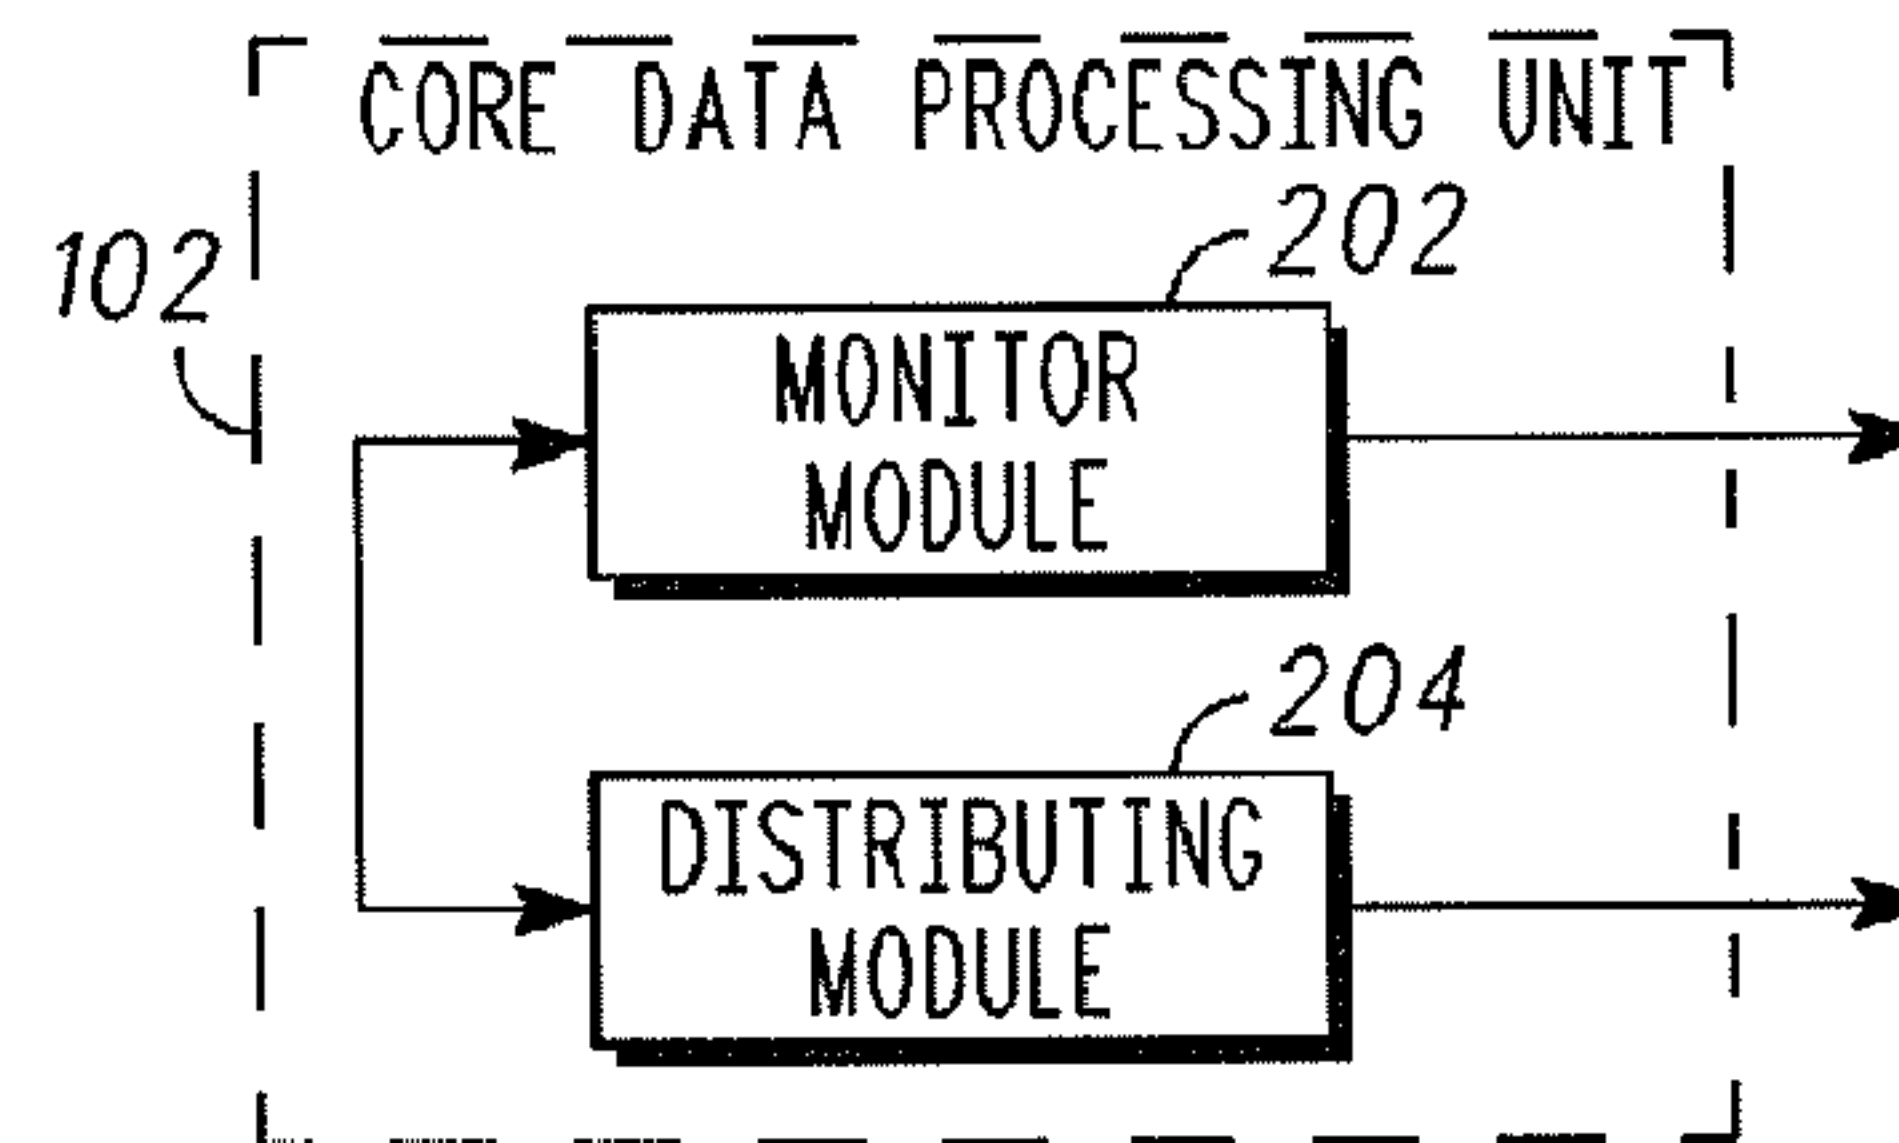 CORE DATA PROCESSING UNIT
102
202
MONITOR
MODULE
204
DISTRIBUTING
MODULE